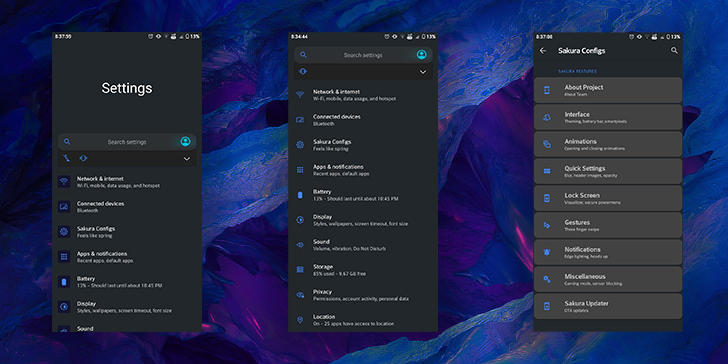 8:37:55
13%
Settings
Search settings
Network & internet
Wi-Fi, mobile, data usage, and hotspot
Connected devices
Bluetooth
Sakura Configs
Feels like spring
Apps & notifications
Recent apps, default apps
Battery
13% - Should last until about 10:45 PM
Display
Styles, wallpapers, screen timeout, font size
Sound
8:34:44
13%
Search settings
Network & internet
Wi-Fi, mobile, data usage, and hotspot
Connected devices
Bluetooth
Sakura Configs
Feels like spring
Apps & notifications
Recent apps, default apps
Battery
13% - Should last until about 10:45 PM
Display
Styles, wallpapers, screen timeout, font size
Sound
Volume, vibration, Do Not Disturb
Storage
85% used - 9.67 GB free
Privacy
Permissions, account activity, personal data
Location
On - 25 apps have access to location
8:37:08
13%
Sakura Configs
SAKURA FEATURES
About Project
About Team
Interface
Theming, battery bar, smartpixels
Animations
Opening and closing animations
Quick Settings
Blur, header images, opacity
Lock Screen
Visualizer, secure powermenu
Gestures
Three finger swipe
Notifications
Edge lighting, heads up
Miscellaneous
Gaming mode, sensor blocking
Sakura Updater
OTA updates